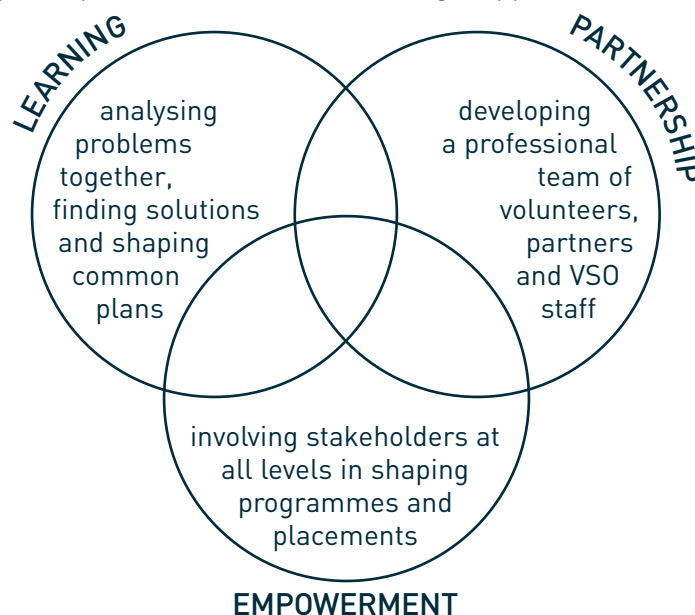 LEARNING
analysing
problems
together,
finding solutions
and shaping
common
plans
PARTNERSHIP
developing
a professional
team of
volunteers,
partners
and VSO
staff
involving stakeholders at
all levels in shaping
programmes and
placements
EMPOWERMENT